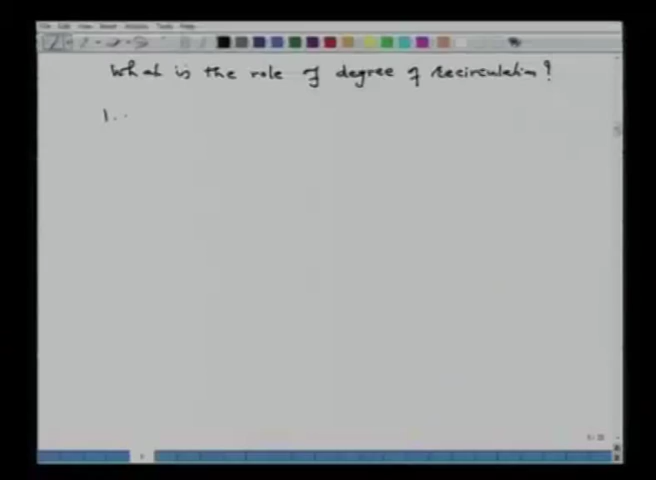 What is the role of degree of recirculation?
1.